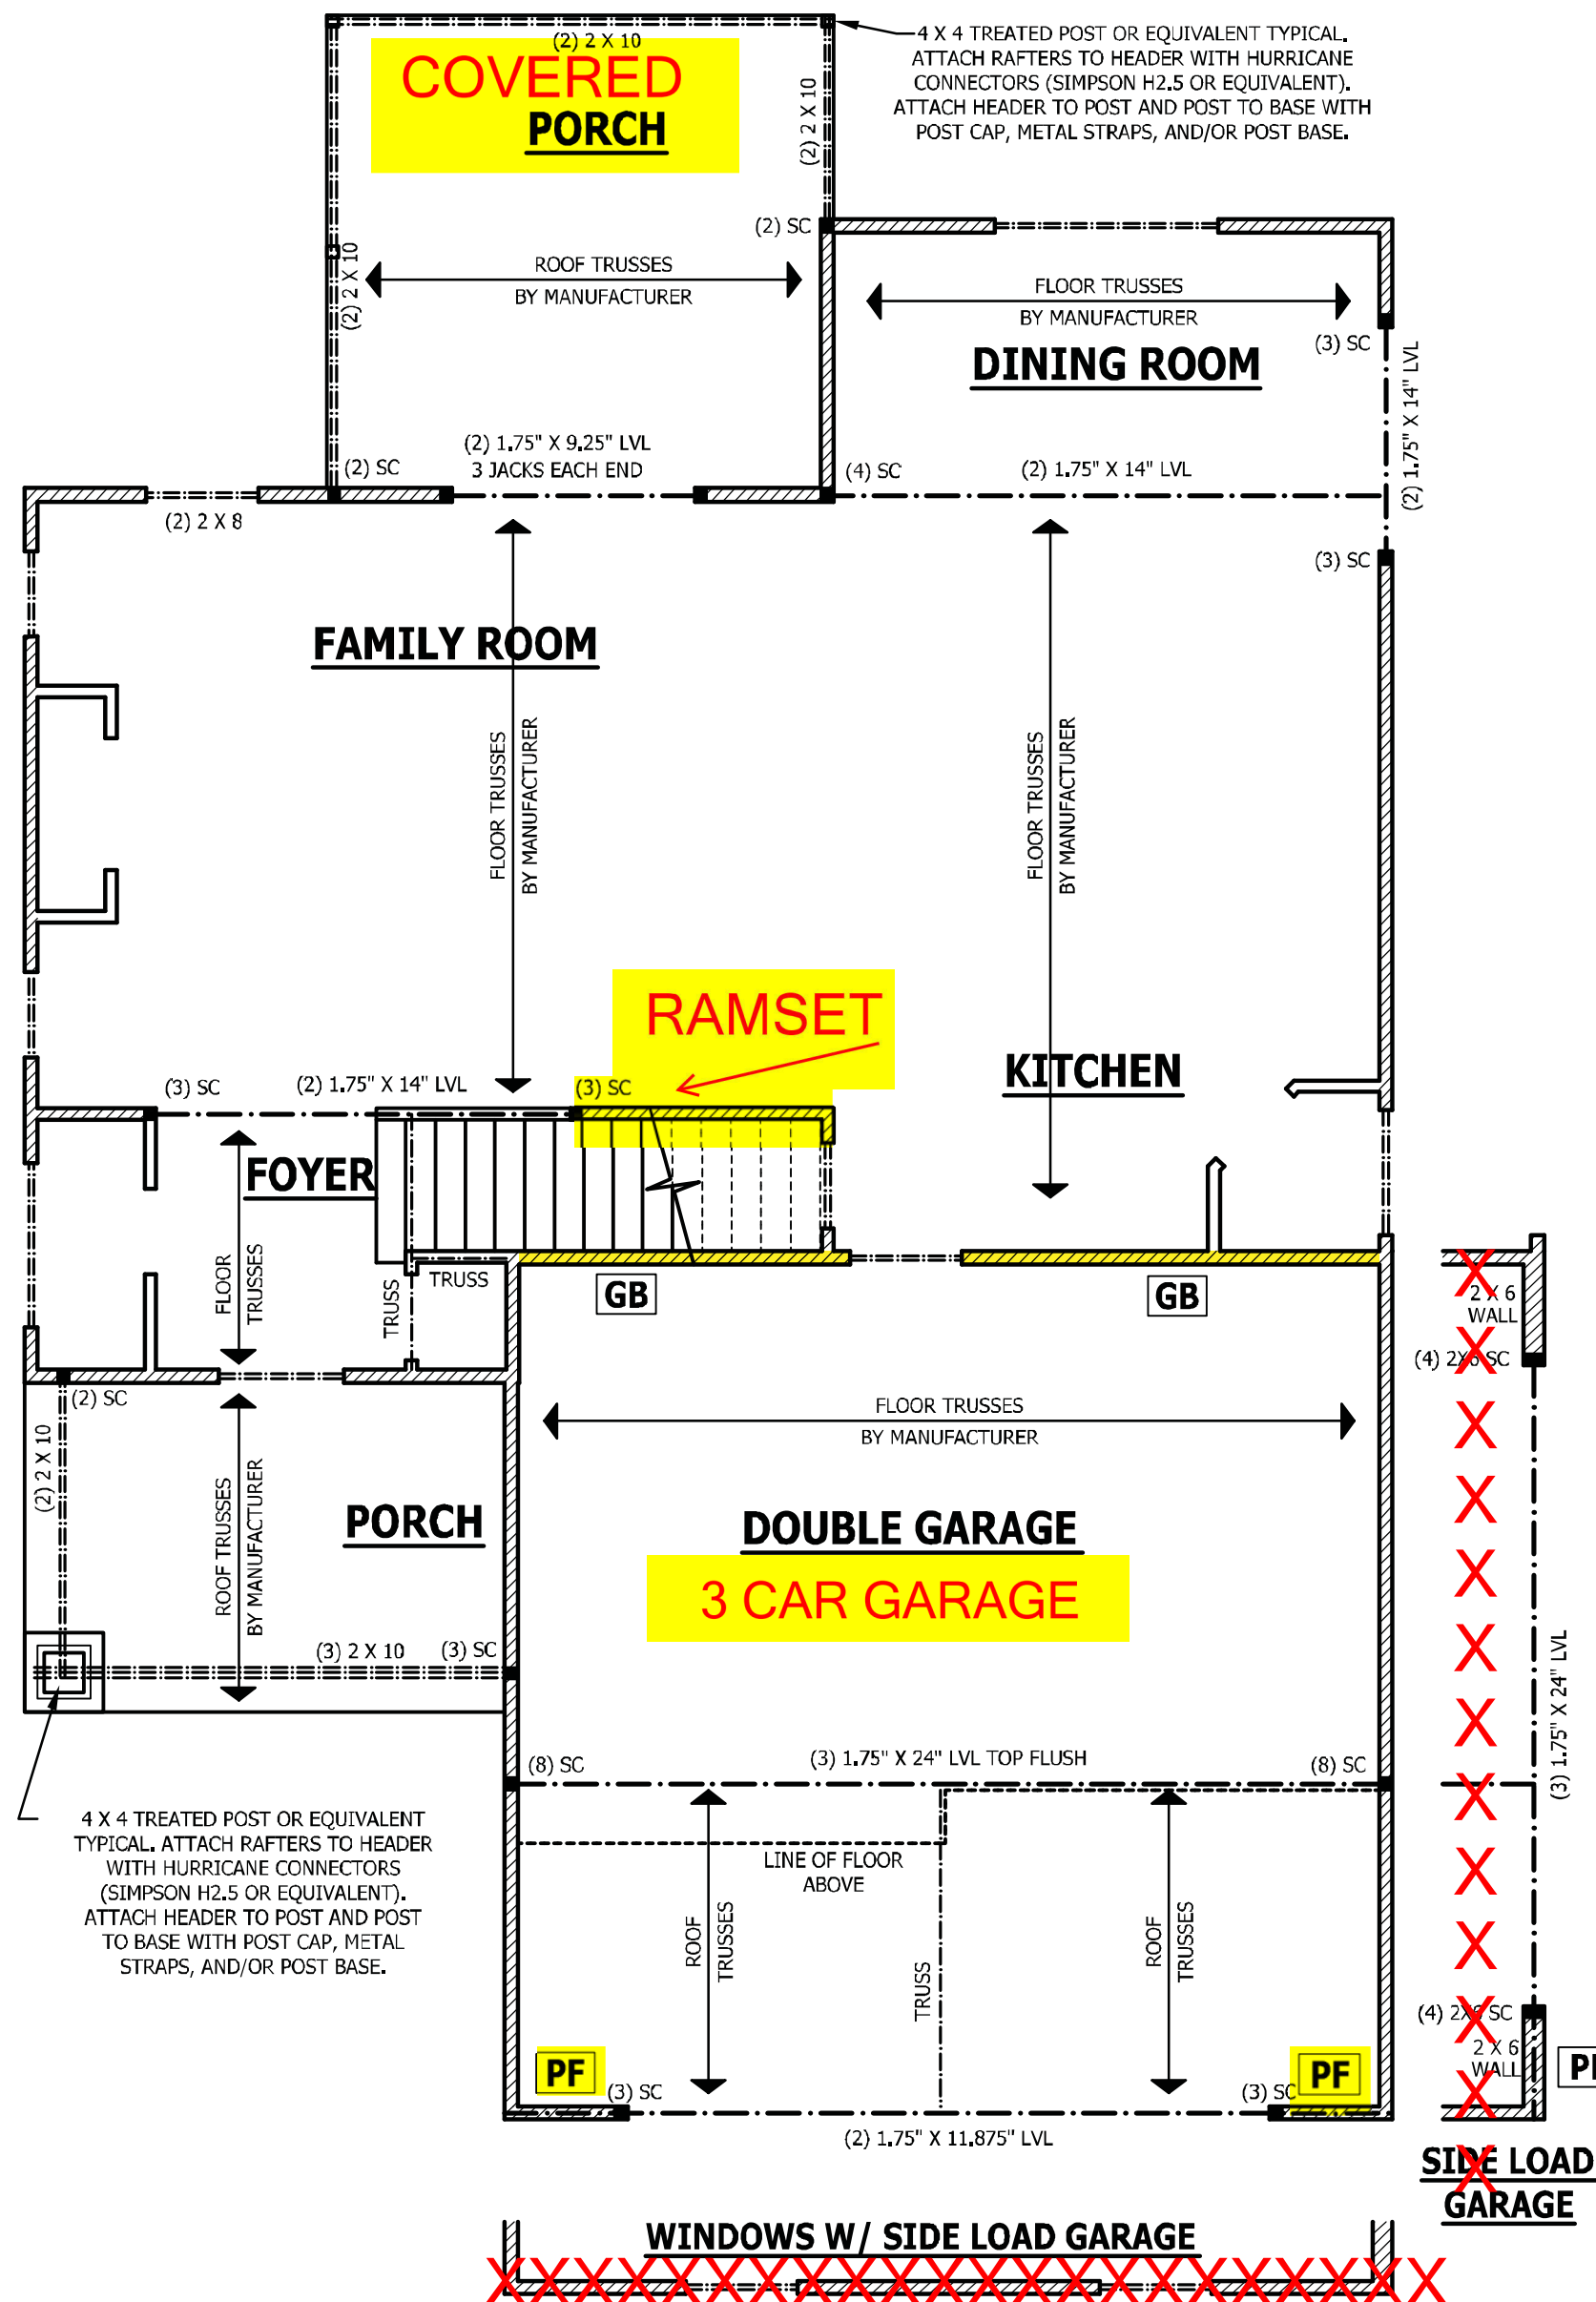 (2) 2 X 10
COVERED
PORCH
(2) 2 X 10
4 X 4 TREATED POST OR EQUIVALENT TYPICAL.
ATTACH RAFTERS TO HEADER WITH HURRICANE
CONNECTORS (SIMPSON H2.5 OR EQUIVALENT).
ATTACH HEADER TO POST AND POST TO BASE WITH
POST CAP, METAL STRAPS, AND/OR POST BASE.
(2) SC
(2) 2 X 10
ROOF TRUSSES
BY MANUFACTURER
FLOOR TRUSSES
BY MANUFACTURER
DINING ROOM
(3) SC
(2) 1.75" X 14" LVL
(2) SC
(2) 1.75" X 9.25" LVL
3 JACKS EACH END
(4) SC
(2) 1.75" X 14" LVL
(2) 2 X 8
(3) SC
FAMILY ROOM
FLOOR TRUSSES
BY MANUFACTURER
FLOOR TRUSSES
BY MANUFACTURER
RAMSET
KITCHEN
(3) SC
(2) 1.75" X 14" LVL
(3) SC
FOYER
FLOOR
TRUSSES
TRUSS
TRUSS
GB
GB
2 X 6
WALL
(4) 2X6 SC
(2) SC
(2) 2 X 10
ROOF TRUSSES
BY MANUFACTURER
FLOOR TRUSSES
BY MANUFACTURER
PORCH
DOUBLE GARAGE
3 CAR GARAGE
(3) 2 X 10
(3) SC
(3) 1.75" X 24" LVL
(8) SC
(3) 1.75" X 24" LVL TOP FLUSH
(8) SC
4 X 4 TREATED POST OR EQUIVALENT
TYPICAL. ATTACH RAFTERS TO HEADER
WITH HURRICANE CONNECTORS
(SIMPSON H2.5 OR EQUIVALENT).
ATTACH HEADER TO POST AND POST
TO BASE WITH POST CAP, METAL
STRAPS, AND/OR POST BASE.
LINE OF FLOOR
ABOVE
ROOF
TRUSSES
TRUSS
ROOF
TRUSSES
(4) 2X6 SC
2 X 6
WALL
PF
(3) SC
(3) SC
PF
(2) 1.75" X 11.875" LVL
SIDE LOAD
GARAGE
WINDOWS W/ SIDE LOAD GARAGE
X X X X X X X X X X X X X
X X X X X X X X X X X X X X X X X X X X X X